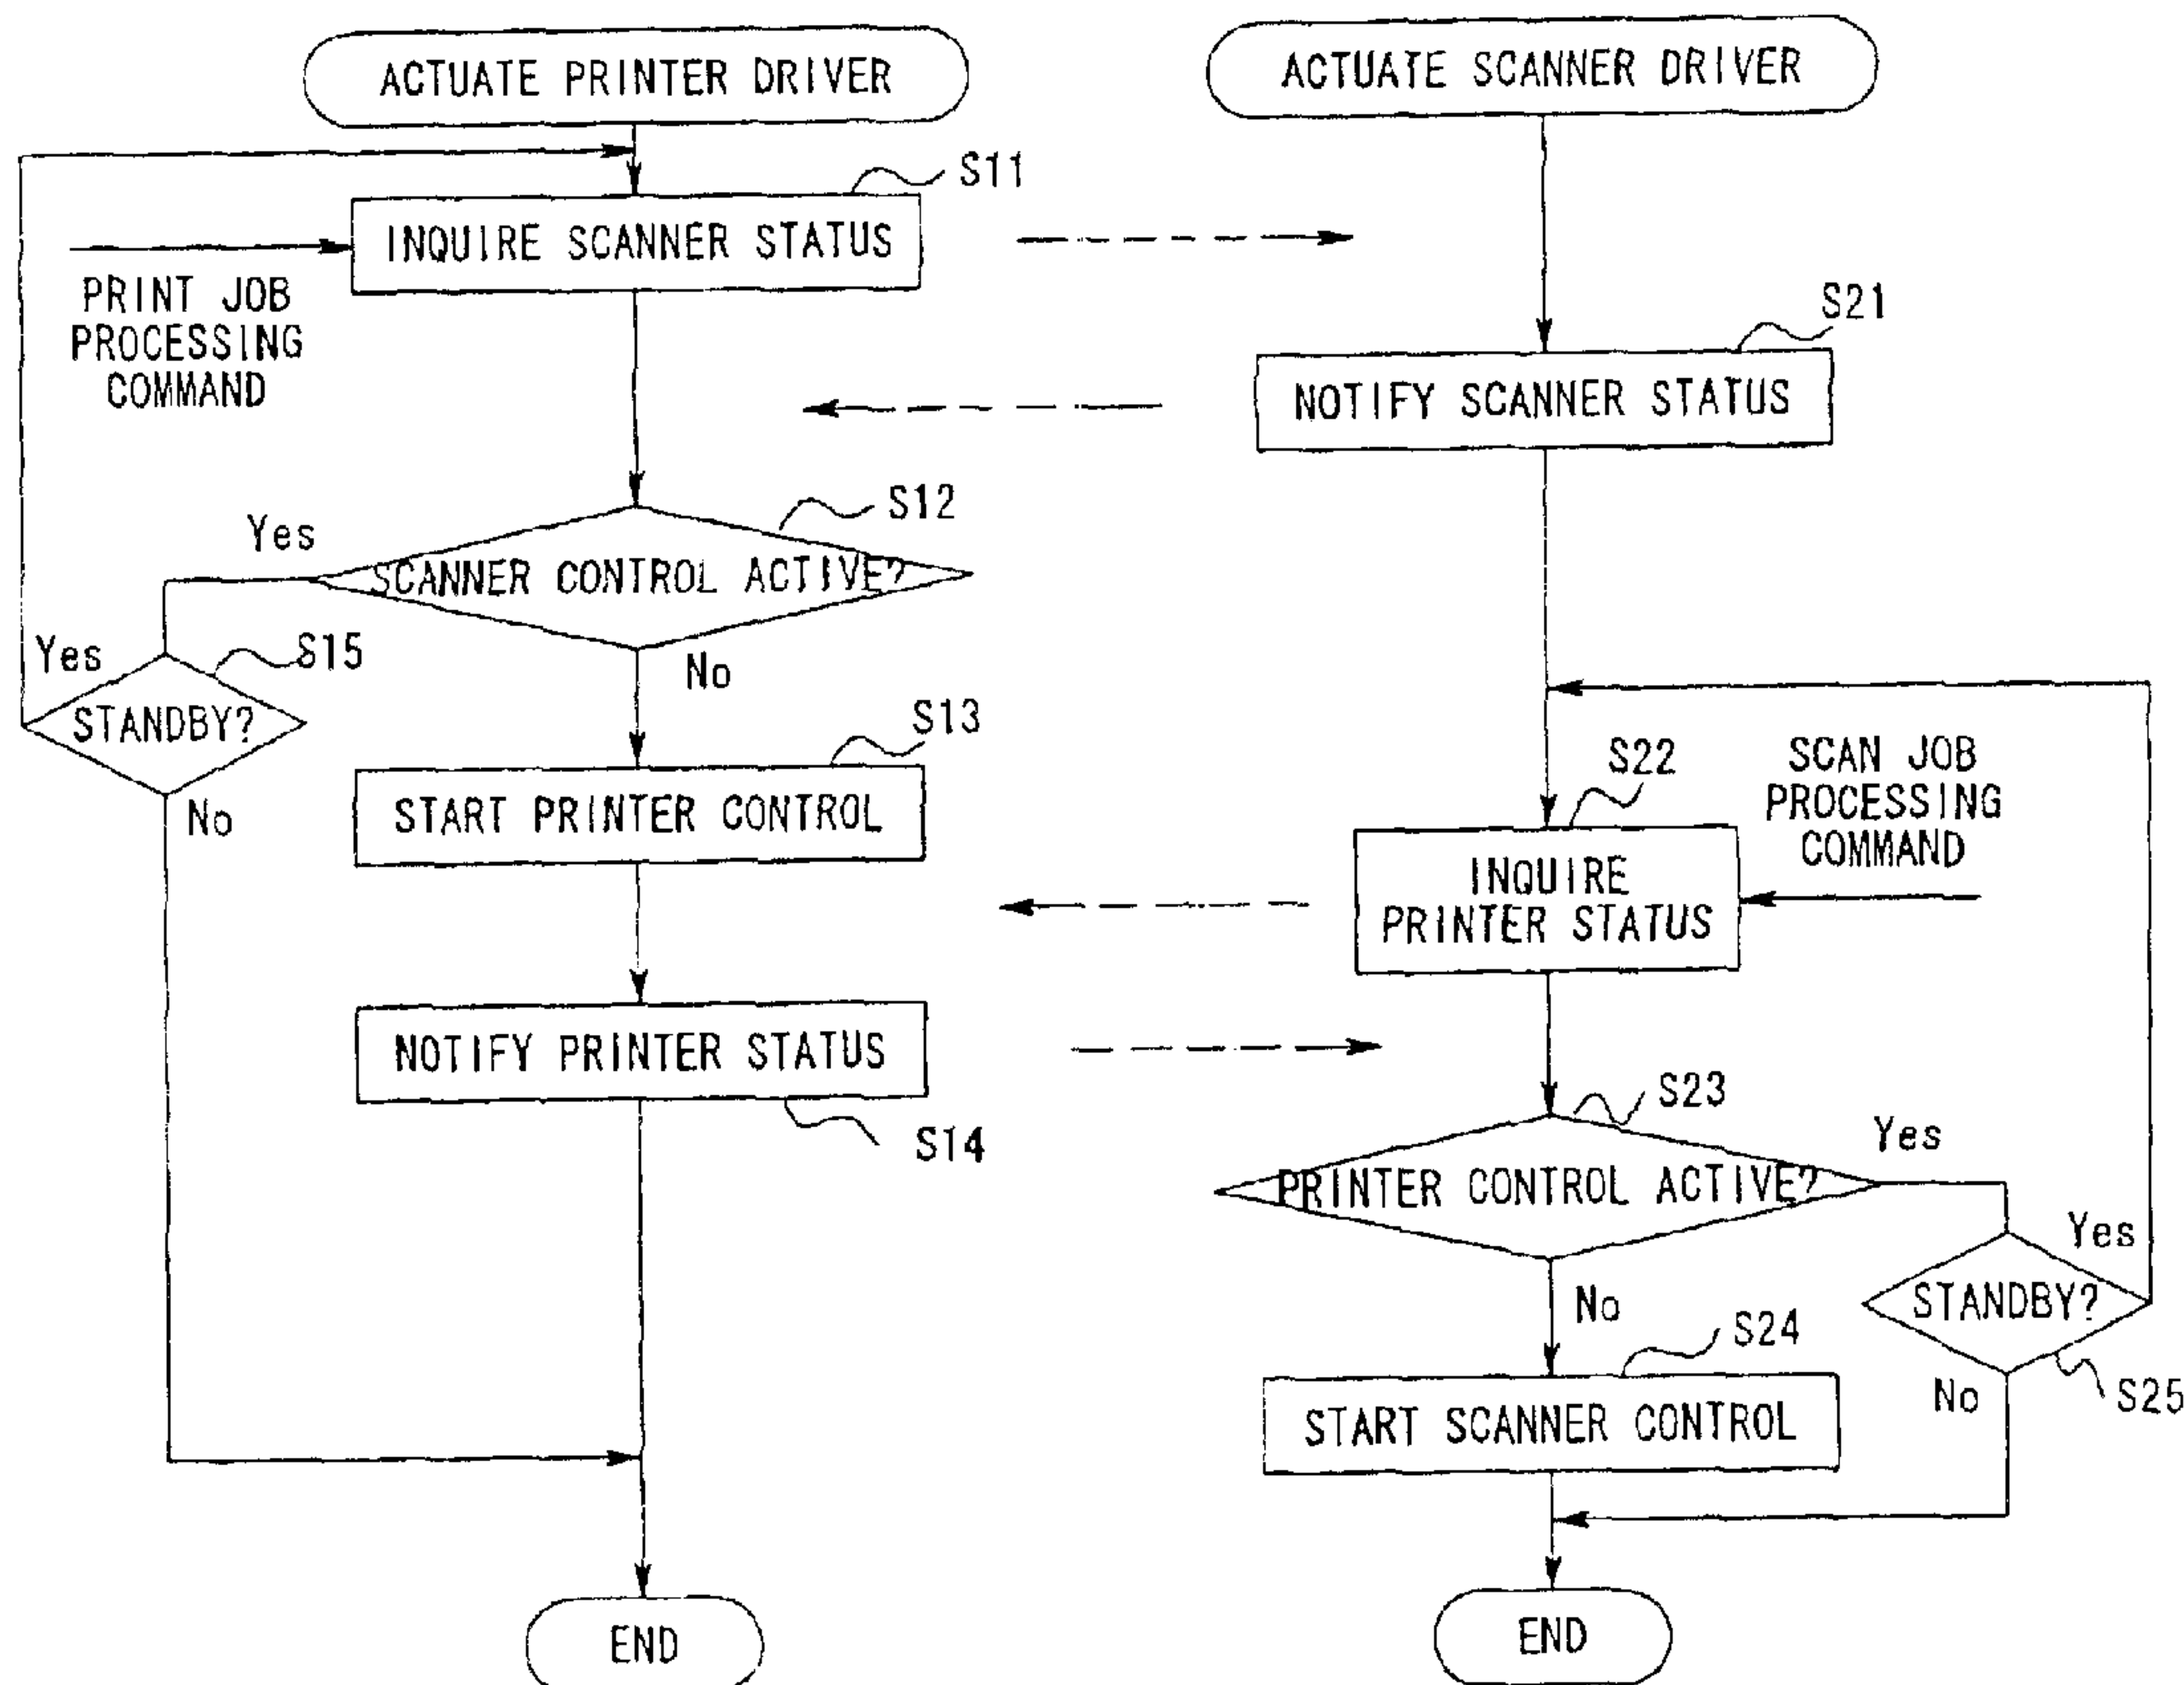 ACTUATE PRINTER DRIVER
S11
INQUIRE SCANNER STATUS
PRINT JOB
PROCESSING
COMMAND
S12
Yes
SCANNER CONTROL ACTIVE?
No
S15
Yes
STANDBY?
No
S13
START PRINTER CONTROL
NOTIFY PRINTER STATUS
S14
END
ACTUATE SCANNER DRIVER
S21
NOTIFY SCANNER STATUS
S22
SCAN JOB
PROCESSING
COMMAND
INQUIRE
PRINTER STATUS
S23
Yes
PRINTER CONTROL ACTIVE?
No
Yes
STANDBY?
No
S25
S24
START SCANNER CONTROL
END